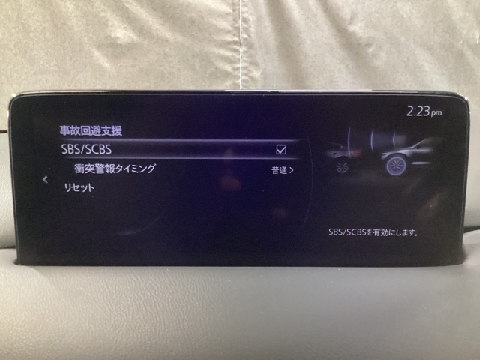 2.23pm
事故回避支援
SBS/SCBS
衝突警報タイミング 普通
リセット
SBS/SCBSを有効にします。